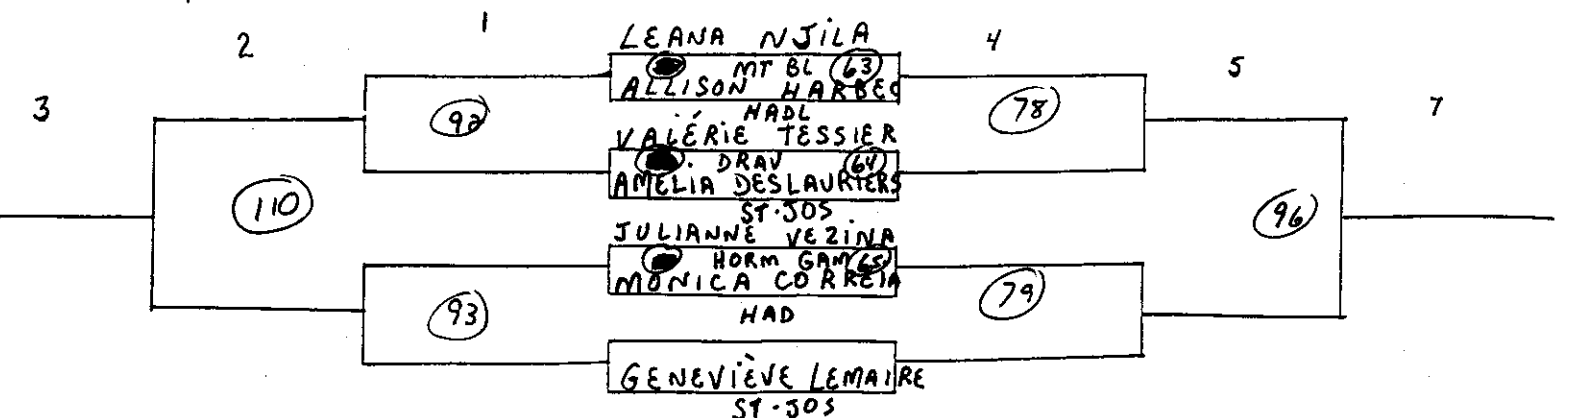 1
2
3
4
5
7
LEANA NJILA
MT BL 63
ALLISON HARBEC
HADL
92
78
VALÉRIE TESSIER
DRAV 64
AMELIA DESLAURIERS
ST-JOS
110
96
JULIANNE VEZINA
HORM GAM 65
MONICA CORREIA
HAD
93
79
GENEVIÈVE LEMAIRE
ST-JOS